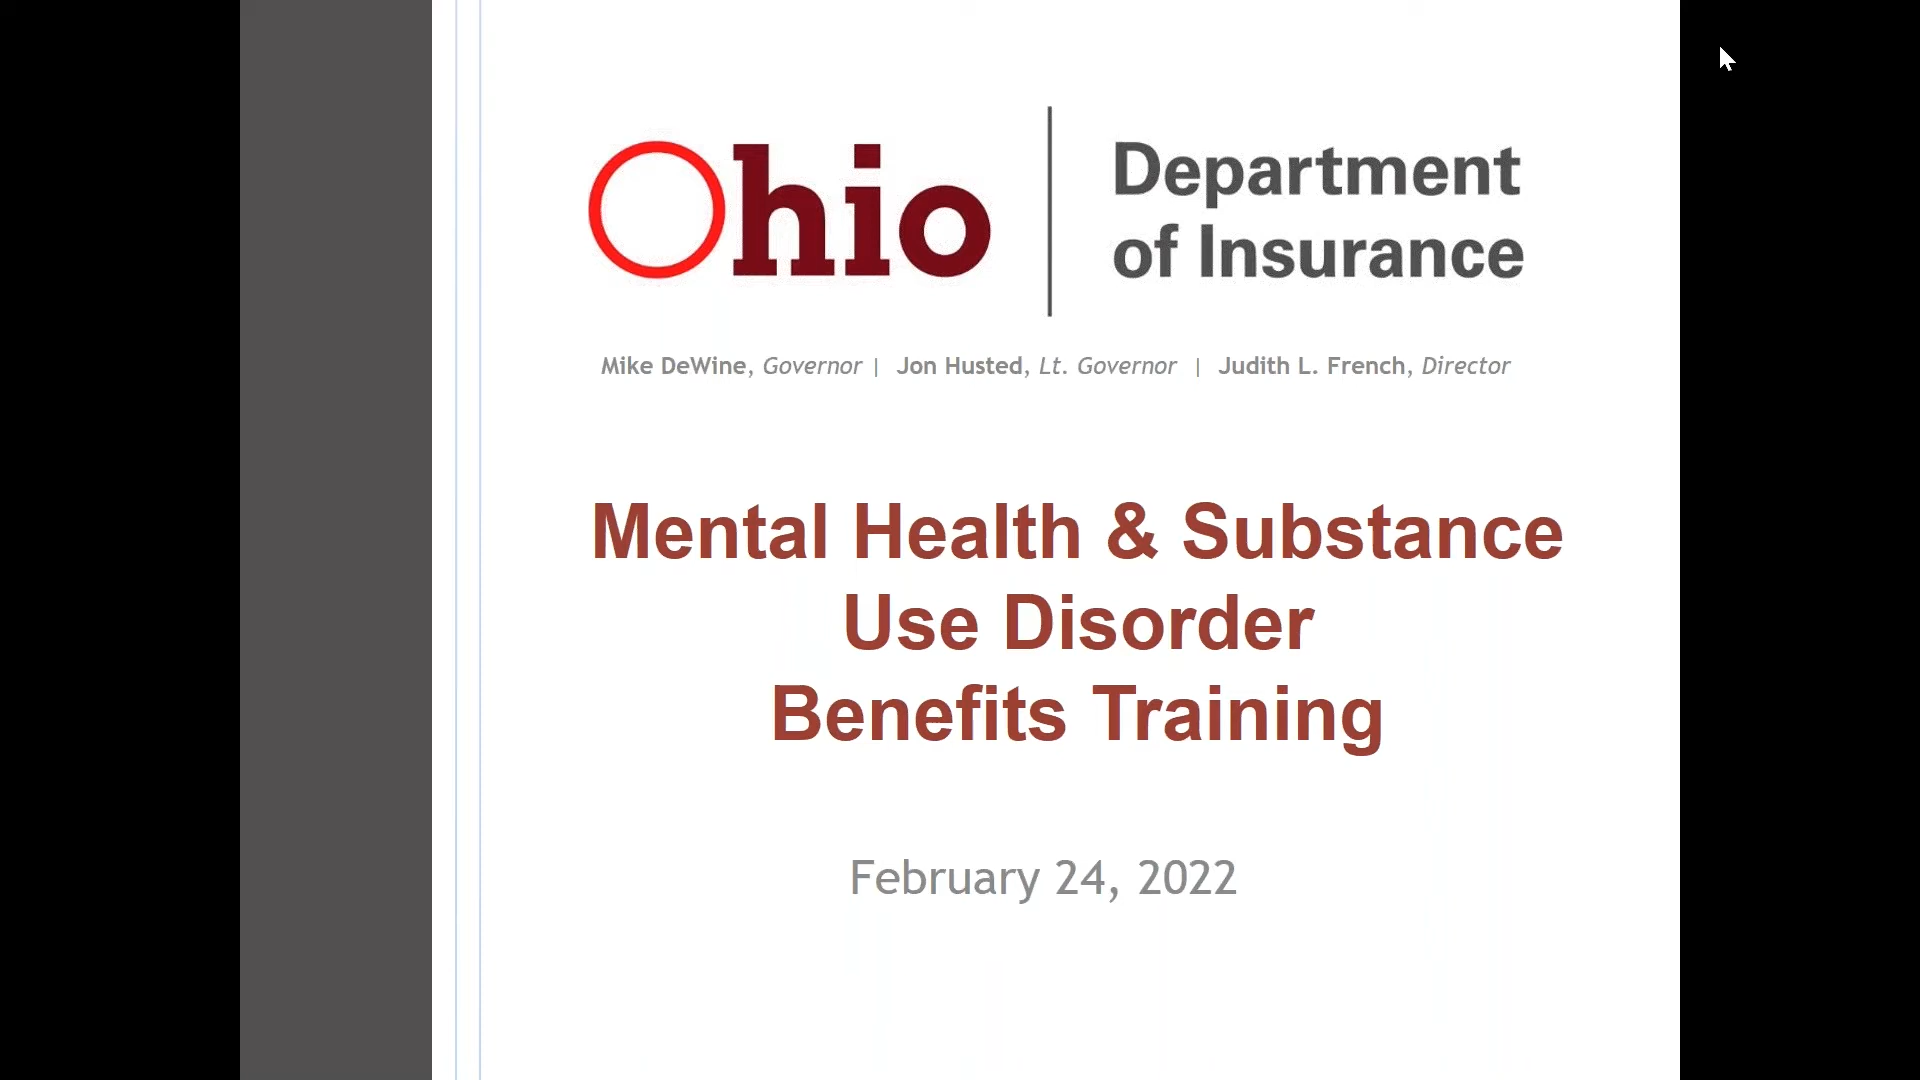 Ohio
Department
of Insurance
Mike DeWine, Governor | Jon Husted, Lt. Governor | Judith L. French, Director
Mental Health & Substance
Use Disorder
Benefits Training
February 24, 2022